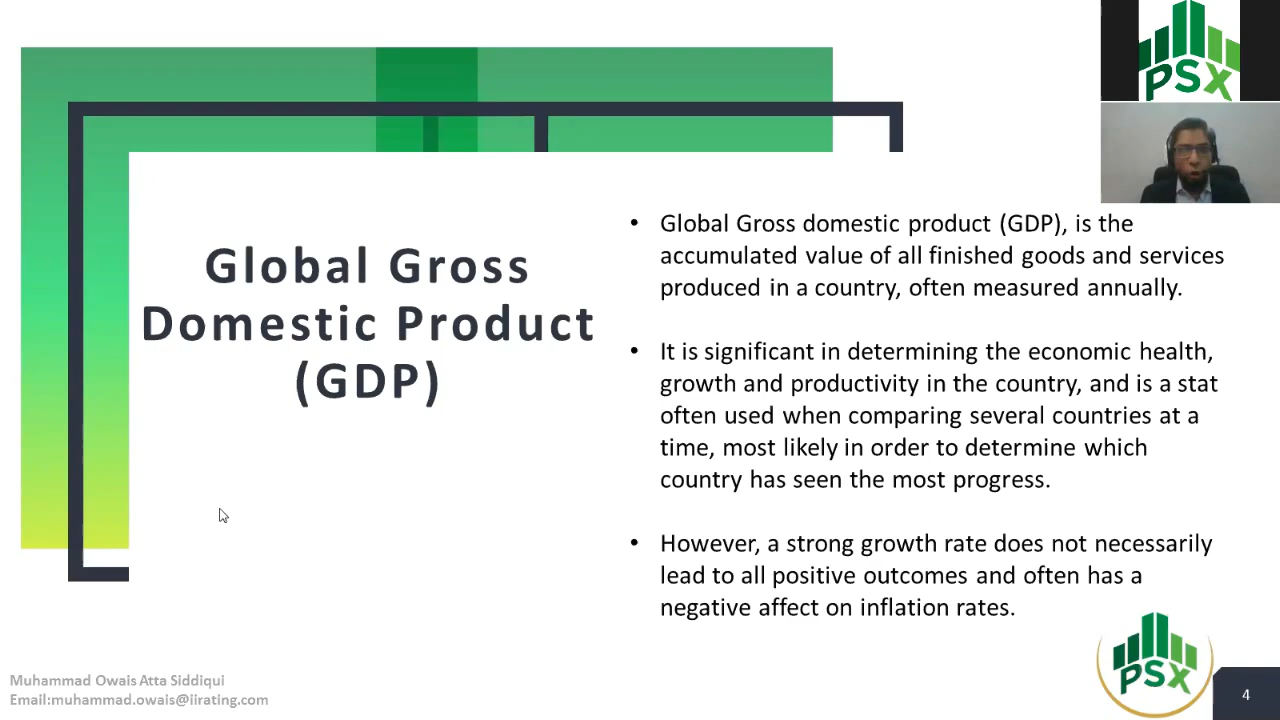 PSX
Global Gross
Domestic Product
(GDP)
• Global Gross domestic product (GDP), is the
accumulated value of all finished goods and services
produced in a country, often measured annually.
• It is significant in determining the economic health,
growth and productivity in the country, and is a stat
often used when comparing several countries at a
time, most likely in order to determine which
country has seen the most progress.
• However, a strong growth rate does not necessarily
lead to all positive outcomes and often has a
negative affect on inflation rates.
PSX
Muhammad Owais Atta Siddiqui
Email:muhammad.owais@iirating.com
4